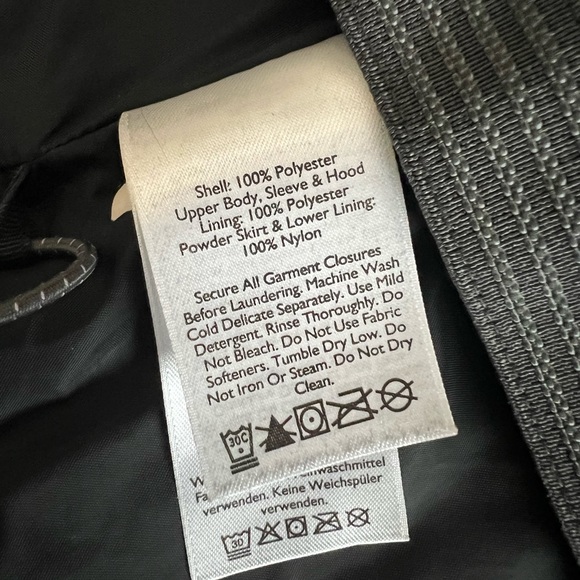 Shell: 100% Polyester
Upper Body, Sleeve & Hood
Lining: 100% Polyester
Powder Skirt & Lower Lining:
100% Nylon
Secure All Garment Closures
Before Laundering. Machine Wash
Cold Delicate Separately. Use Mild
Detergent. Rinse Thoroughly. Do
Not Bleach. Do Not Use Fabric
Softeners. Tumble Dry Low. Do
Not Iron or Steam. Do Not Dry
Clean.
30C
verwenden. Keine Weichspüler
verwenden.
30